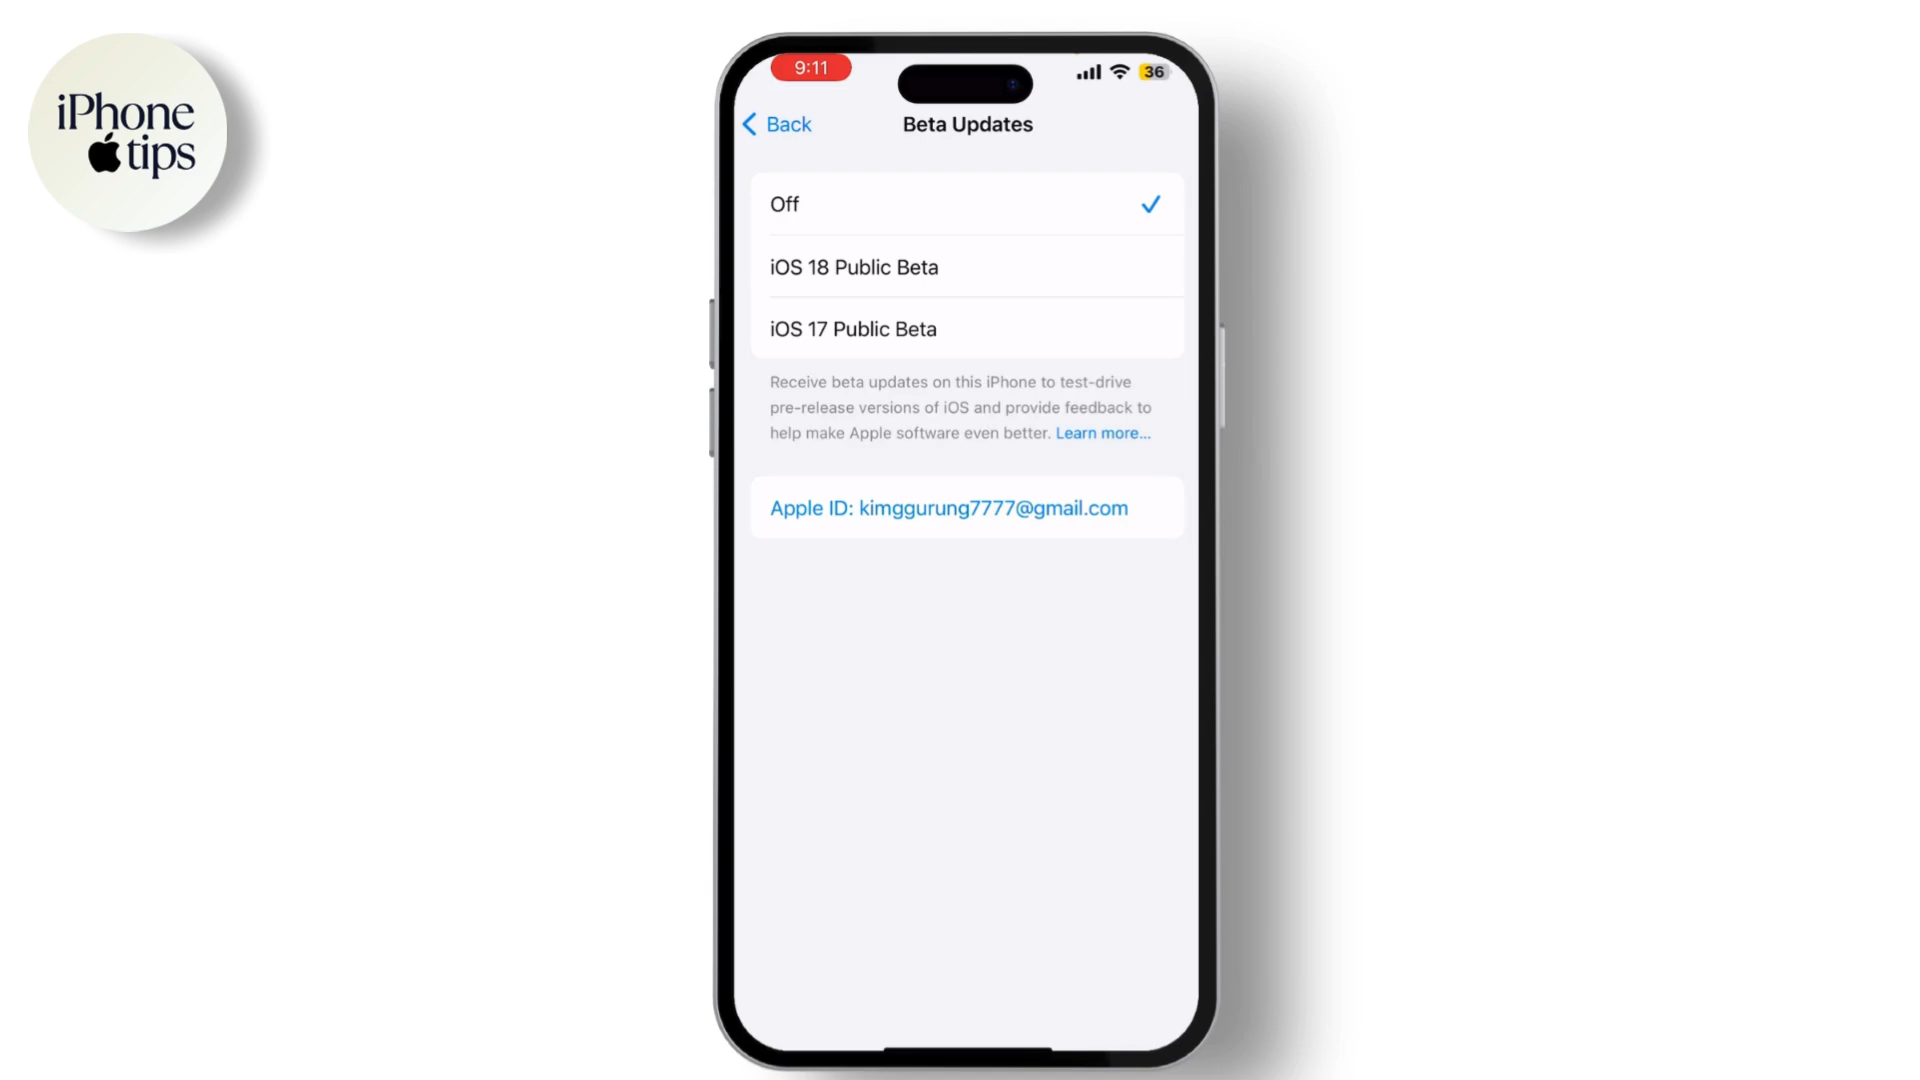 iPhone
tips
9:11
36
Back
Beta Updates
Off
iOS 18 Public Beta
iOS 17 Public Beta
Receive beta updates on this iPhone to test-drive
pre-release versions of iOS and provide feedback to
help make Apple software even better. Learn more...
Apple ID: kimggurung7777@gmail.com